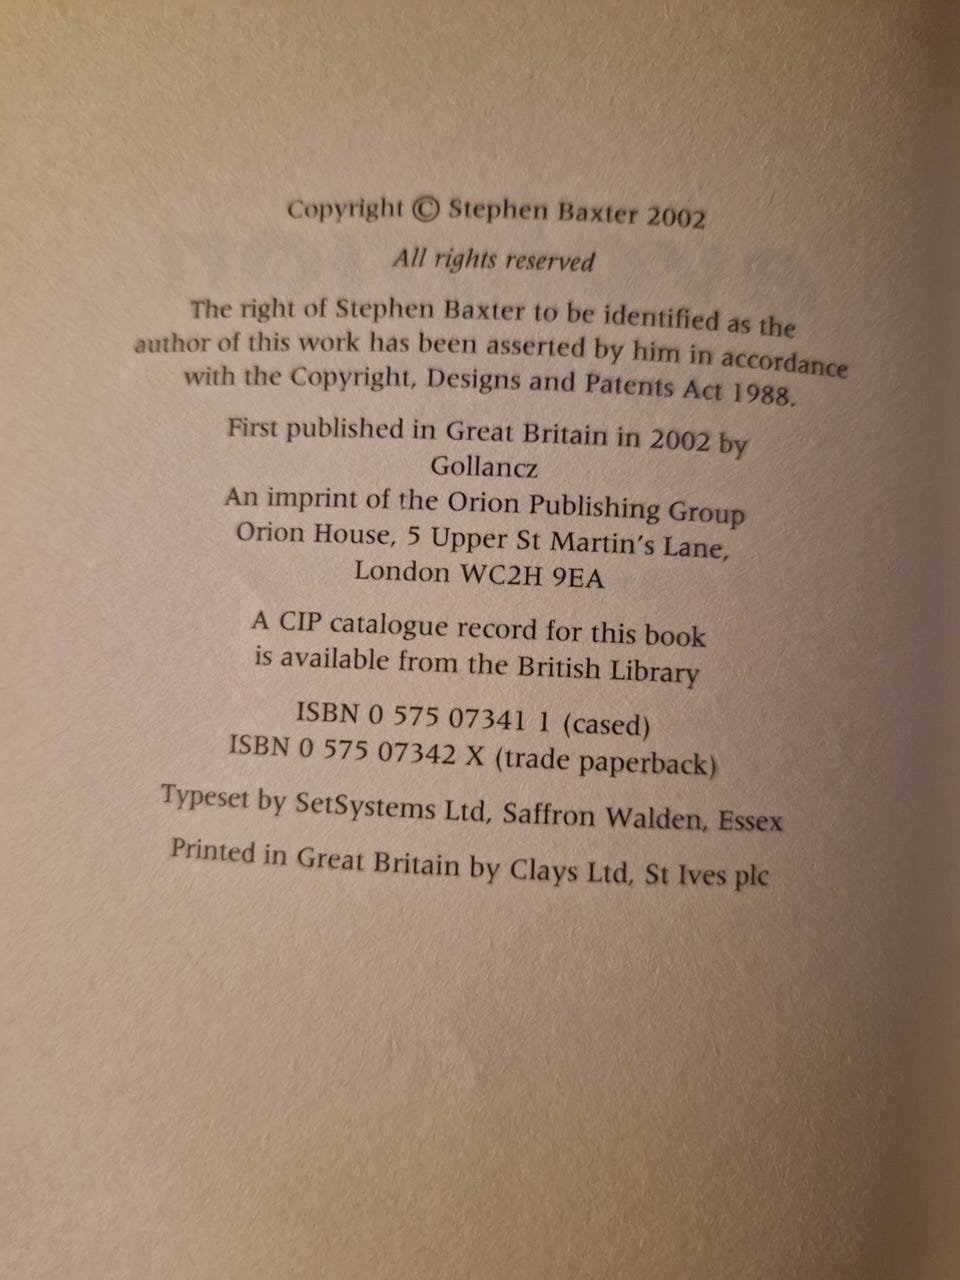 Copyright © Stephen Baxter 2002
All rights reserved
The right of Stephen Baxter to be identified as the
author of this work has been asserted by him in accordance
with the Copyright, Designs and Patents Act 1988.
First published in Great Britain in 2002 by
Gollancz
An imprint of the Orion Publishing Group
Orion House, 5 Upper St Martin's Lane,
London WC2H 9EA
A CIP catalogue record for this book
is available from the British Library
ISBN 0 575 07341 1 (cased)
ISBN 0 575 07342 X (trade paperback)
Typeset by SetSystems Ltd, Saffron Walden, Essex
Printed in Great Britain by Clays Ltd, St Ives plc